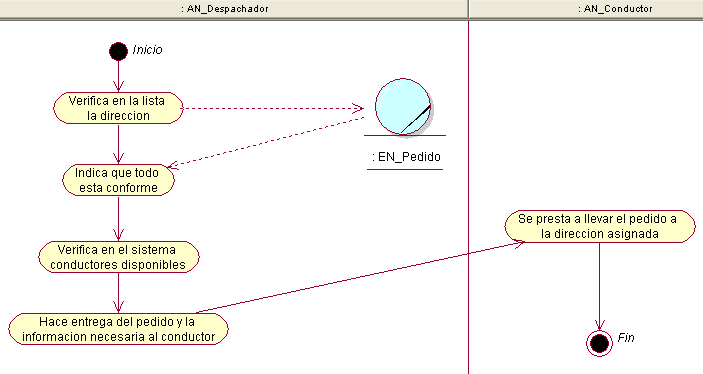 : AN_Despachador
: AN_Conductor
Inicio
Verifica en la lista
la direccion
: EN_Pedido
Indica que todo
esta conforme
Se presta a llevar el pedido a
la direccion asignada
Verifica en el sistema
conductores disponibles
Hace entrega del pedido y la
informacion necesaria al conductor
Fin